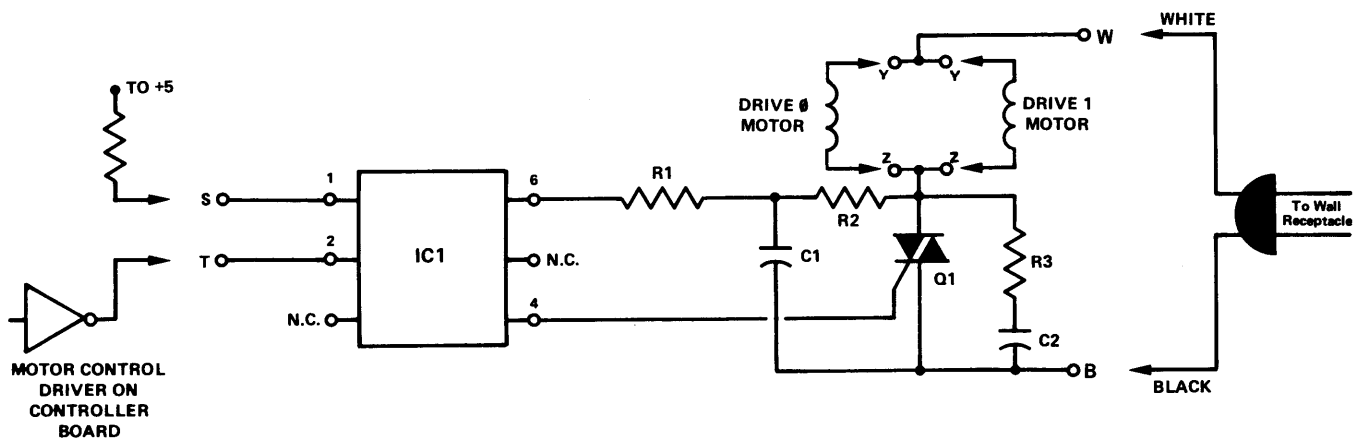 WHITE
W
TO +5
Y
Y
DRIVE 0
MOTOR
DRIVE 1
MOTOR
Z
Z
S
1
6
R1
R2
To Wall
Receptacle
T
2
IC1
N.C.
C1
Q1
R3
N.C.
4
C2
B
BLACK
MOTOR CONTROL
DRIVER ON
CONTROLLER
BOARD